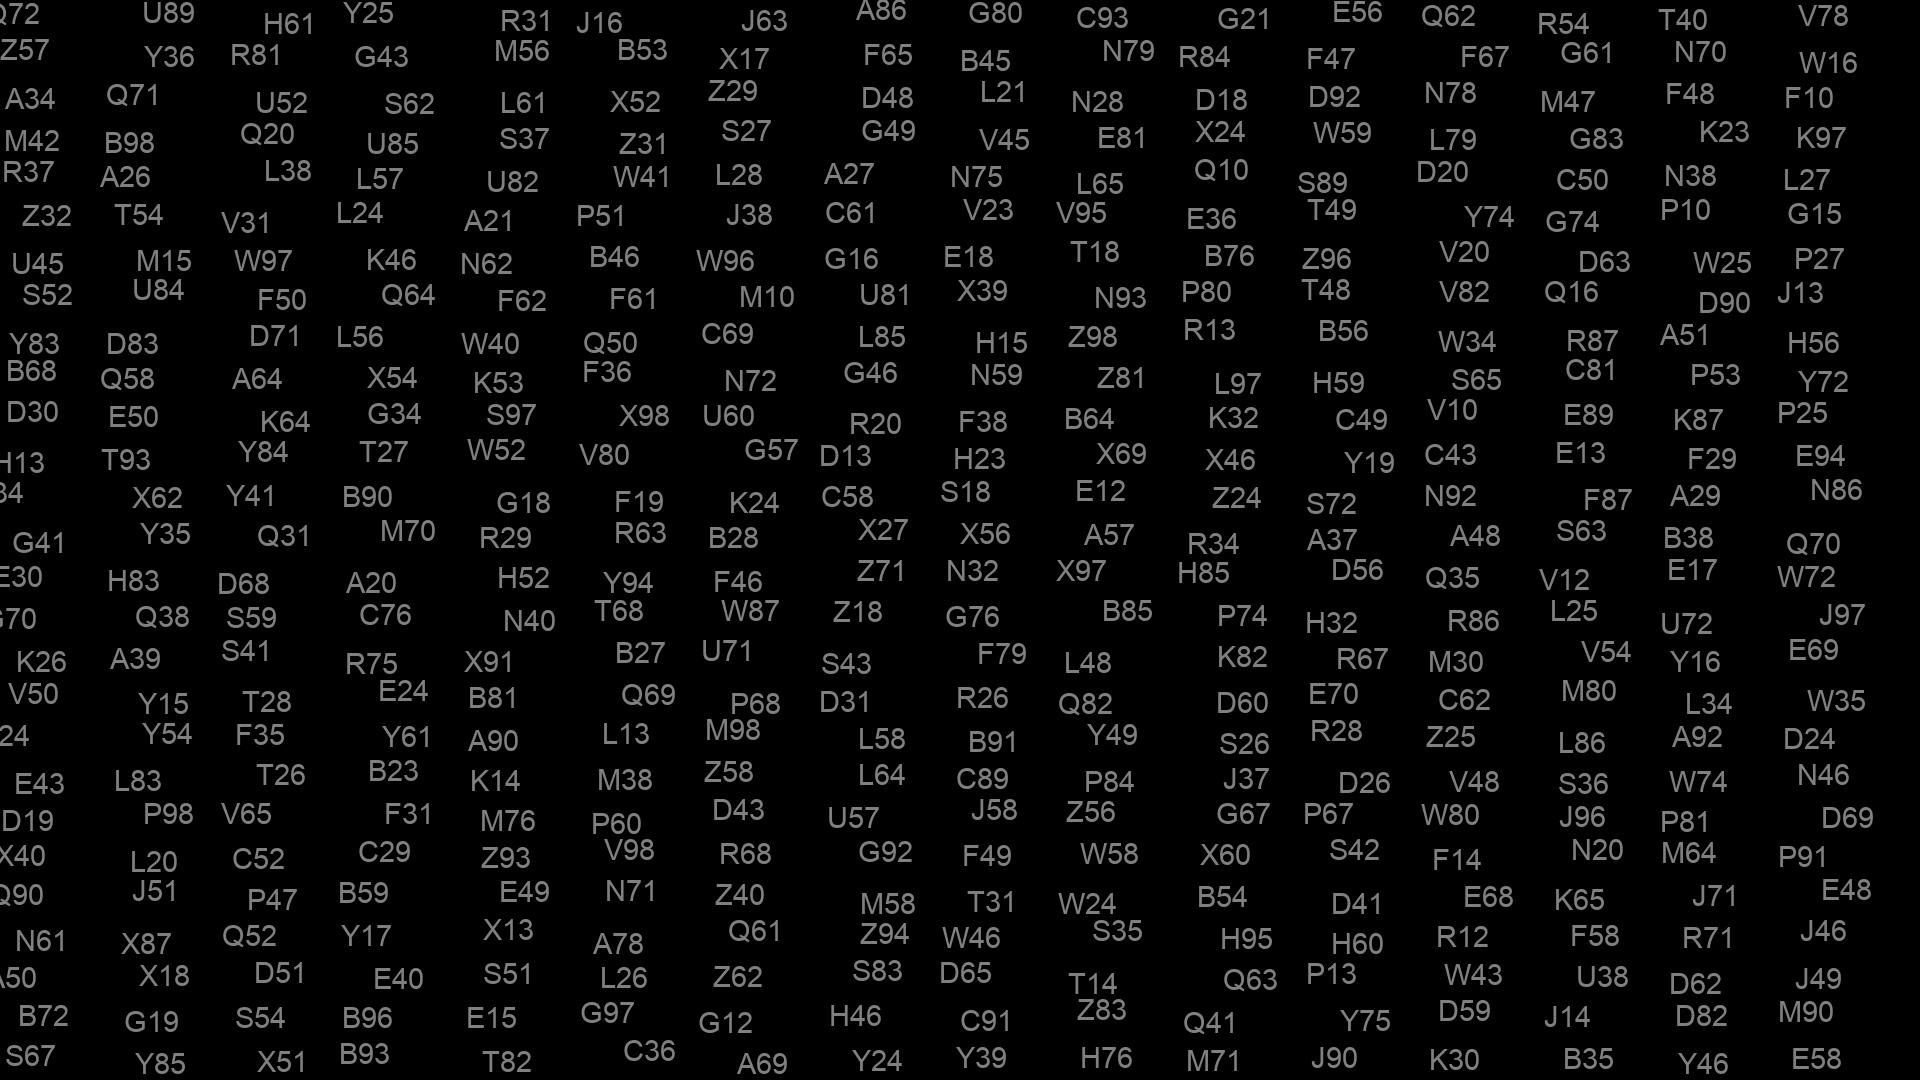 Q72 U89 H61 Y25 R31 J16 J63 A86 G80 C93 G21 E56 Q62 R54 T40 V78
Z57 Y36 R81 G43 M56 B53 X17 F65 B45 N79 R84 F47 F67 G61 N70 W16
A34 Q71 U52 S62 L61 X52 Z29 D48 L21 N28 D18 D92 N78 M47 F48 F10
M42 B98 Q20 U85 S37 Z31 S27 G49 V45 E81 X24 W59 L79 G83 K23 K97
R37 A26 L38 L57 U82 W41 L28 A27 N75 L65 Q10 S89 D20 C50 N38 L27
Z32 T54 V31 L24 A21 P51 J38 C61 V23 V95 E36 T49 Y74 G74 P10 G15
U45 M15 W97 K46 N62 B46 W96 G16 E18 T18 B76 Z96 V20 D63 W25 P27
S52 U84 F50 Q64 F62 F61 M10 U81 X39 N93 P80 T48 V82 Q16 D90 J13
Y83 D83 D71 L56 W40 Q50 C69 L85 H15 Z98 R13 B56 W34 R87 A51 H56
B68 Q58 A64 X54 K53 F36 N72 G46 N59 Z81 L97 H59 S65 C81 P53 Y72
D30 E50 K64 G34 S97 X98 U60 R20 F38 B64 K32 C49 V10 E89 K87 P25
H13 T93 Y84 T27 W52 V80 G57 D13 H23 X69 X46 Y19 C43 E13 F29 E94
34 X62 Y41 B90 G18 F19 K24 C58 S18 E12 Z24 S72 N92 F87 A29 N86
G41 Y35 Q31 M70 R29 R63 B28 X27 X56 A57 R34 A37 A48 S63 B38 Q70
E30 H83 D68 A20 H52 Y94 F46 Z71 N32 X97 H85 D56 Q35 V12 E17 W72
70 Q38 S59 C76 N40 T68 W87 Z18 G76 B85 P74 H32 R86 L25 U72 J97
K26 A39 S41 R75 X91 B27 U71 S43 F79 L48 K82 R67 M30 V54 Y16 E69
V50 Y15 T28 E24 B81 Q69 P68 D31 R26 Q82 D60 E70 C62 M80 L34 W35
24 Y54 F35 Y61 A90 L13 M98 L58 B91 Y49 S26 R28 Z25 L86 A92 D24
E43 L83 T26 B23 K14 M38 Z58 L64 C89 P84 J37 D26 V48 S36 W74 N46
D19 P98 V65 F31 M76 P60 D43 U57 J58 Z56 G67 P67 W80 J96 P81 D69
X40 L20 C52 C29 Z93 V98 R68 G92 F49 W58 X60 S42 F14 N20 M64 P91
Q90 J51 P47 B59 E49 N71 Z40 M58 T31 W24 B54 D41 E68 K65 J71 E48
N61 X87 Q52 Y17 X13 A78 Q61 Z94 W46 S35 H95 H60 R12 F58 R71 J46
A50 X18 D51 E40 S51 L26 Z62 S83 D65 T14 Q63 P13 W43 U38 D62 J49
B72 G19 S54 B96 E15 G97 G12 H46 C91 Z83 Q41 Y75 D59 J14 D82 M90
S67 Y85 X51 B93 T82 C36 A69 Y24 Y39 H76 M71 J90 K30 B35 Y46 E58